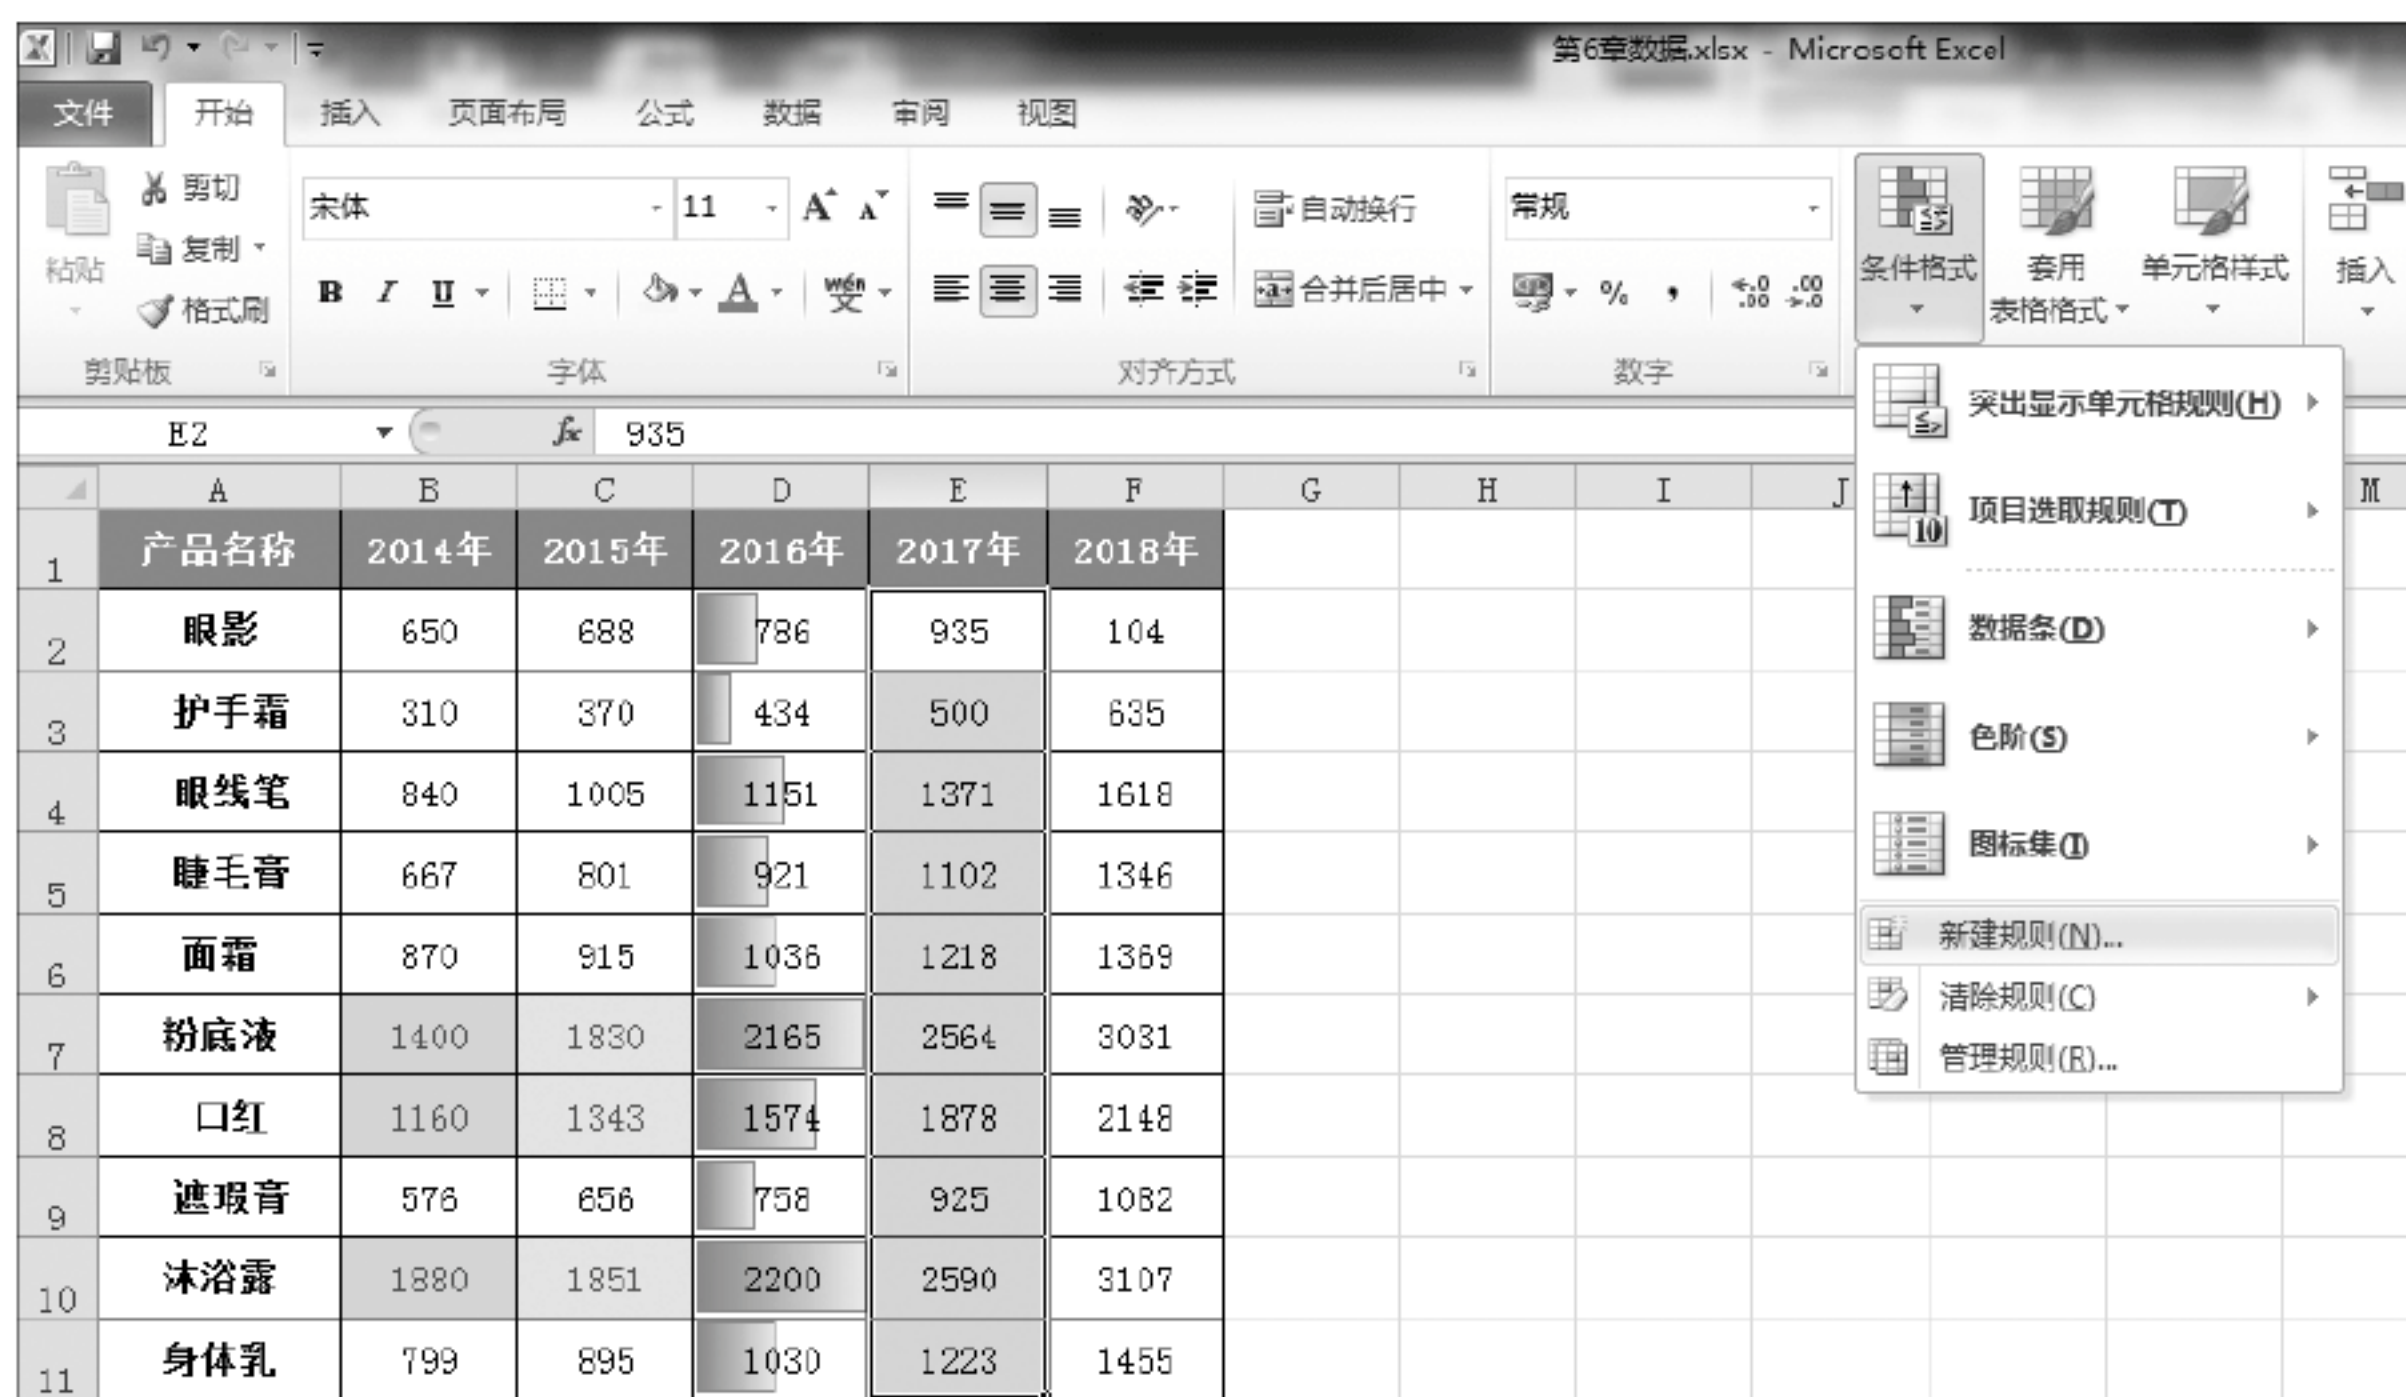 第6章数据.xlsx - Microsoft Excel
文件 开始 插入 页面布局 公式 数据 审阅 视图
剪切
复制
粘贴
格式刷
剪贴板
宋体 11
B I U wén 文
字体
自动换行
合并后居中
对齐方式
常规
% ,
数字
条件格式
套用
表格格式
单元格样式
插入
突出显示单元格规则(H)
项目选取规则(T)
数据条(D)
色阶(S)
图标集(I)
新建规则(N)...
清除规则(C)
管理规则(R)...
E2 fx 935
A B C D E F G H I J M
1 产品名称 2014年 2015年 2016年 2017年 2018年
2 眼影 650 688 786 935 104
3 护手霜 310 370 434 500 635
4 眼线笔 840 1005 1151 1371 1618
5 睫毛膏 667 801 921 1102 1346
6 面霜 870 915 1036 1218 1369
7 粉底液 1400 1830 2165 2564 3031
8 口红 1160 1343 1574 1878 2148
9 遮瑕膏 576 656 758 925 1082
10 沐浴露 1880 1851 2200 2590 3107
11 身体乳 799 895 1030 1223 1455